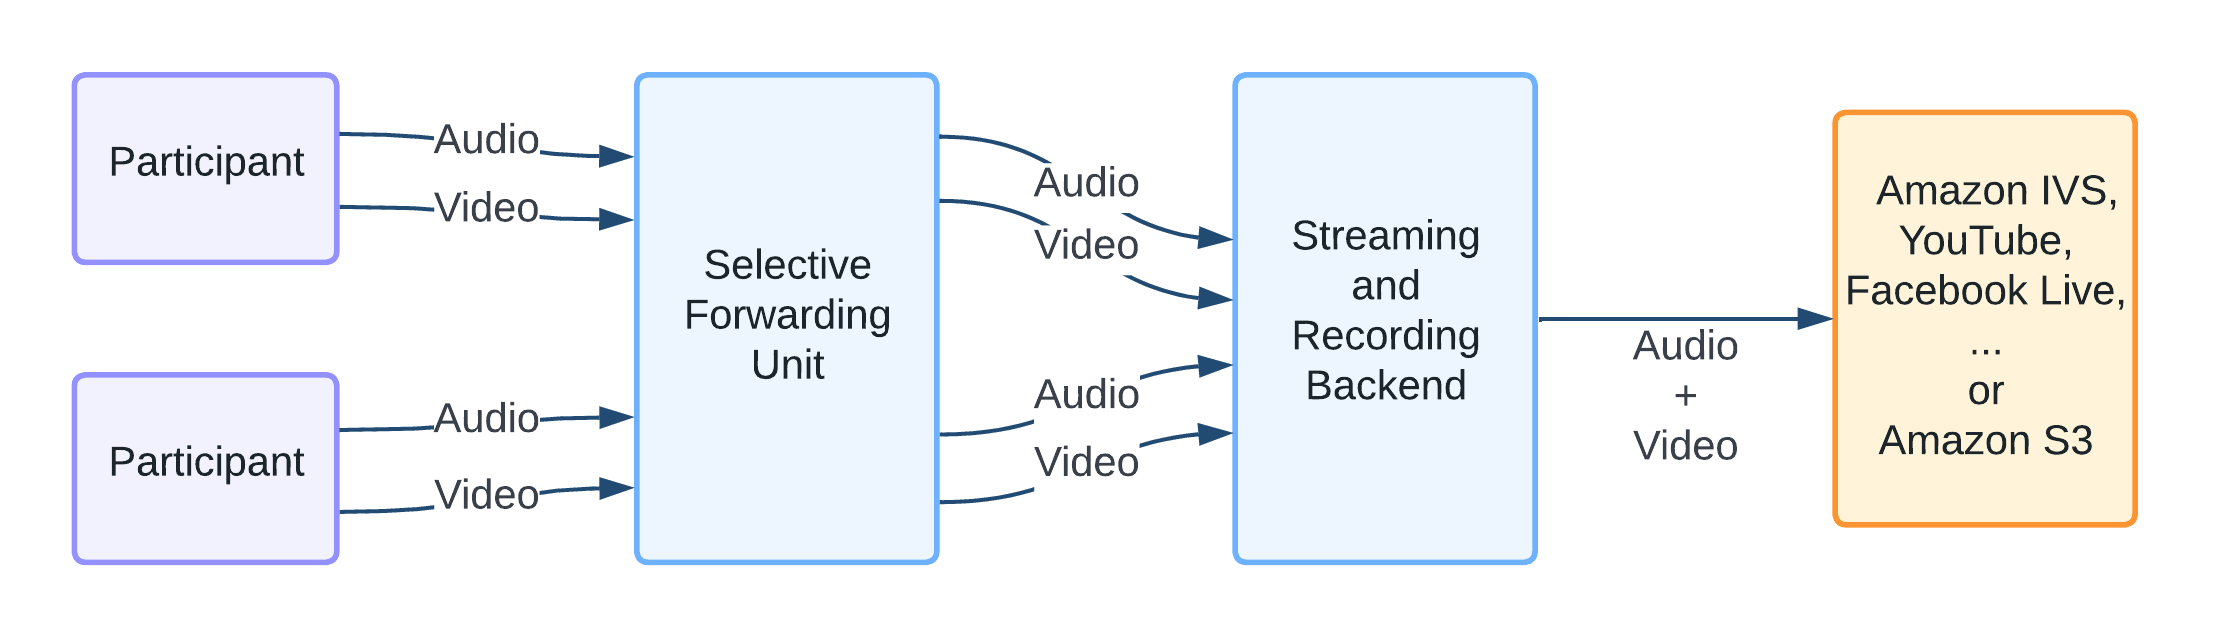 Participant
Audio
Video
Participant
Audio
Video
Selective
Forwarding
Unit
Audio
Video
Audio
Video
Streaming
and
Recording
Backend
Audio
+
Video
Amazon IVS,
YouTube,
Facebook Live,
...
or
Amazon S3